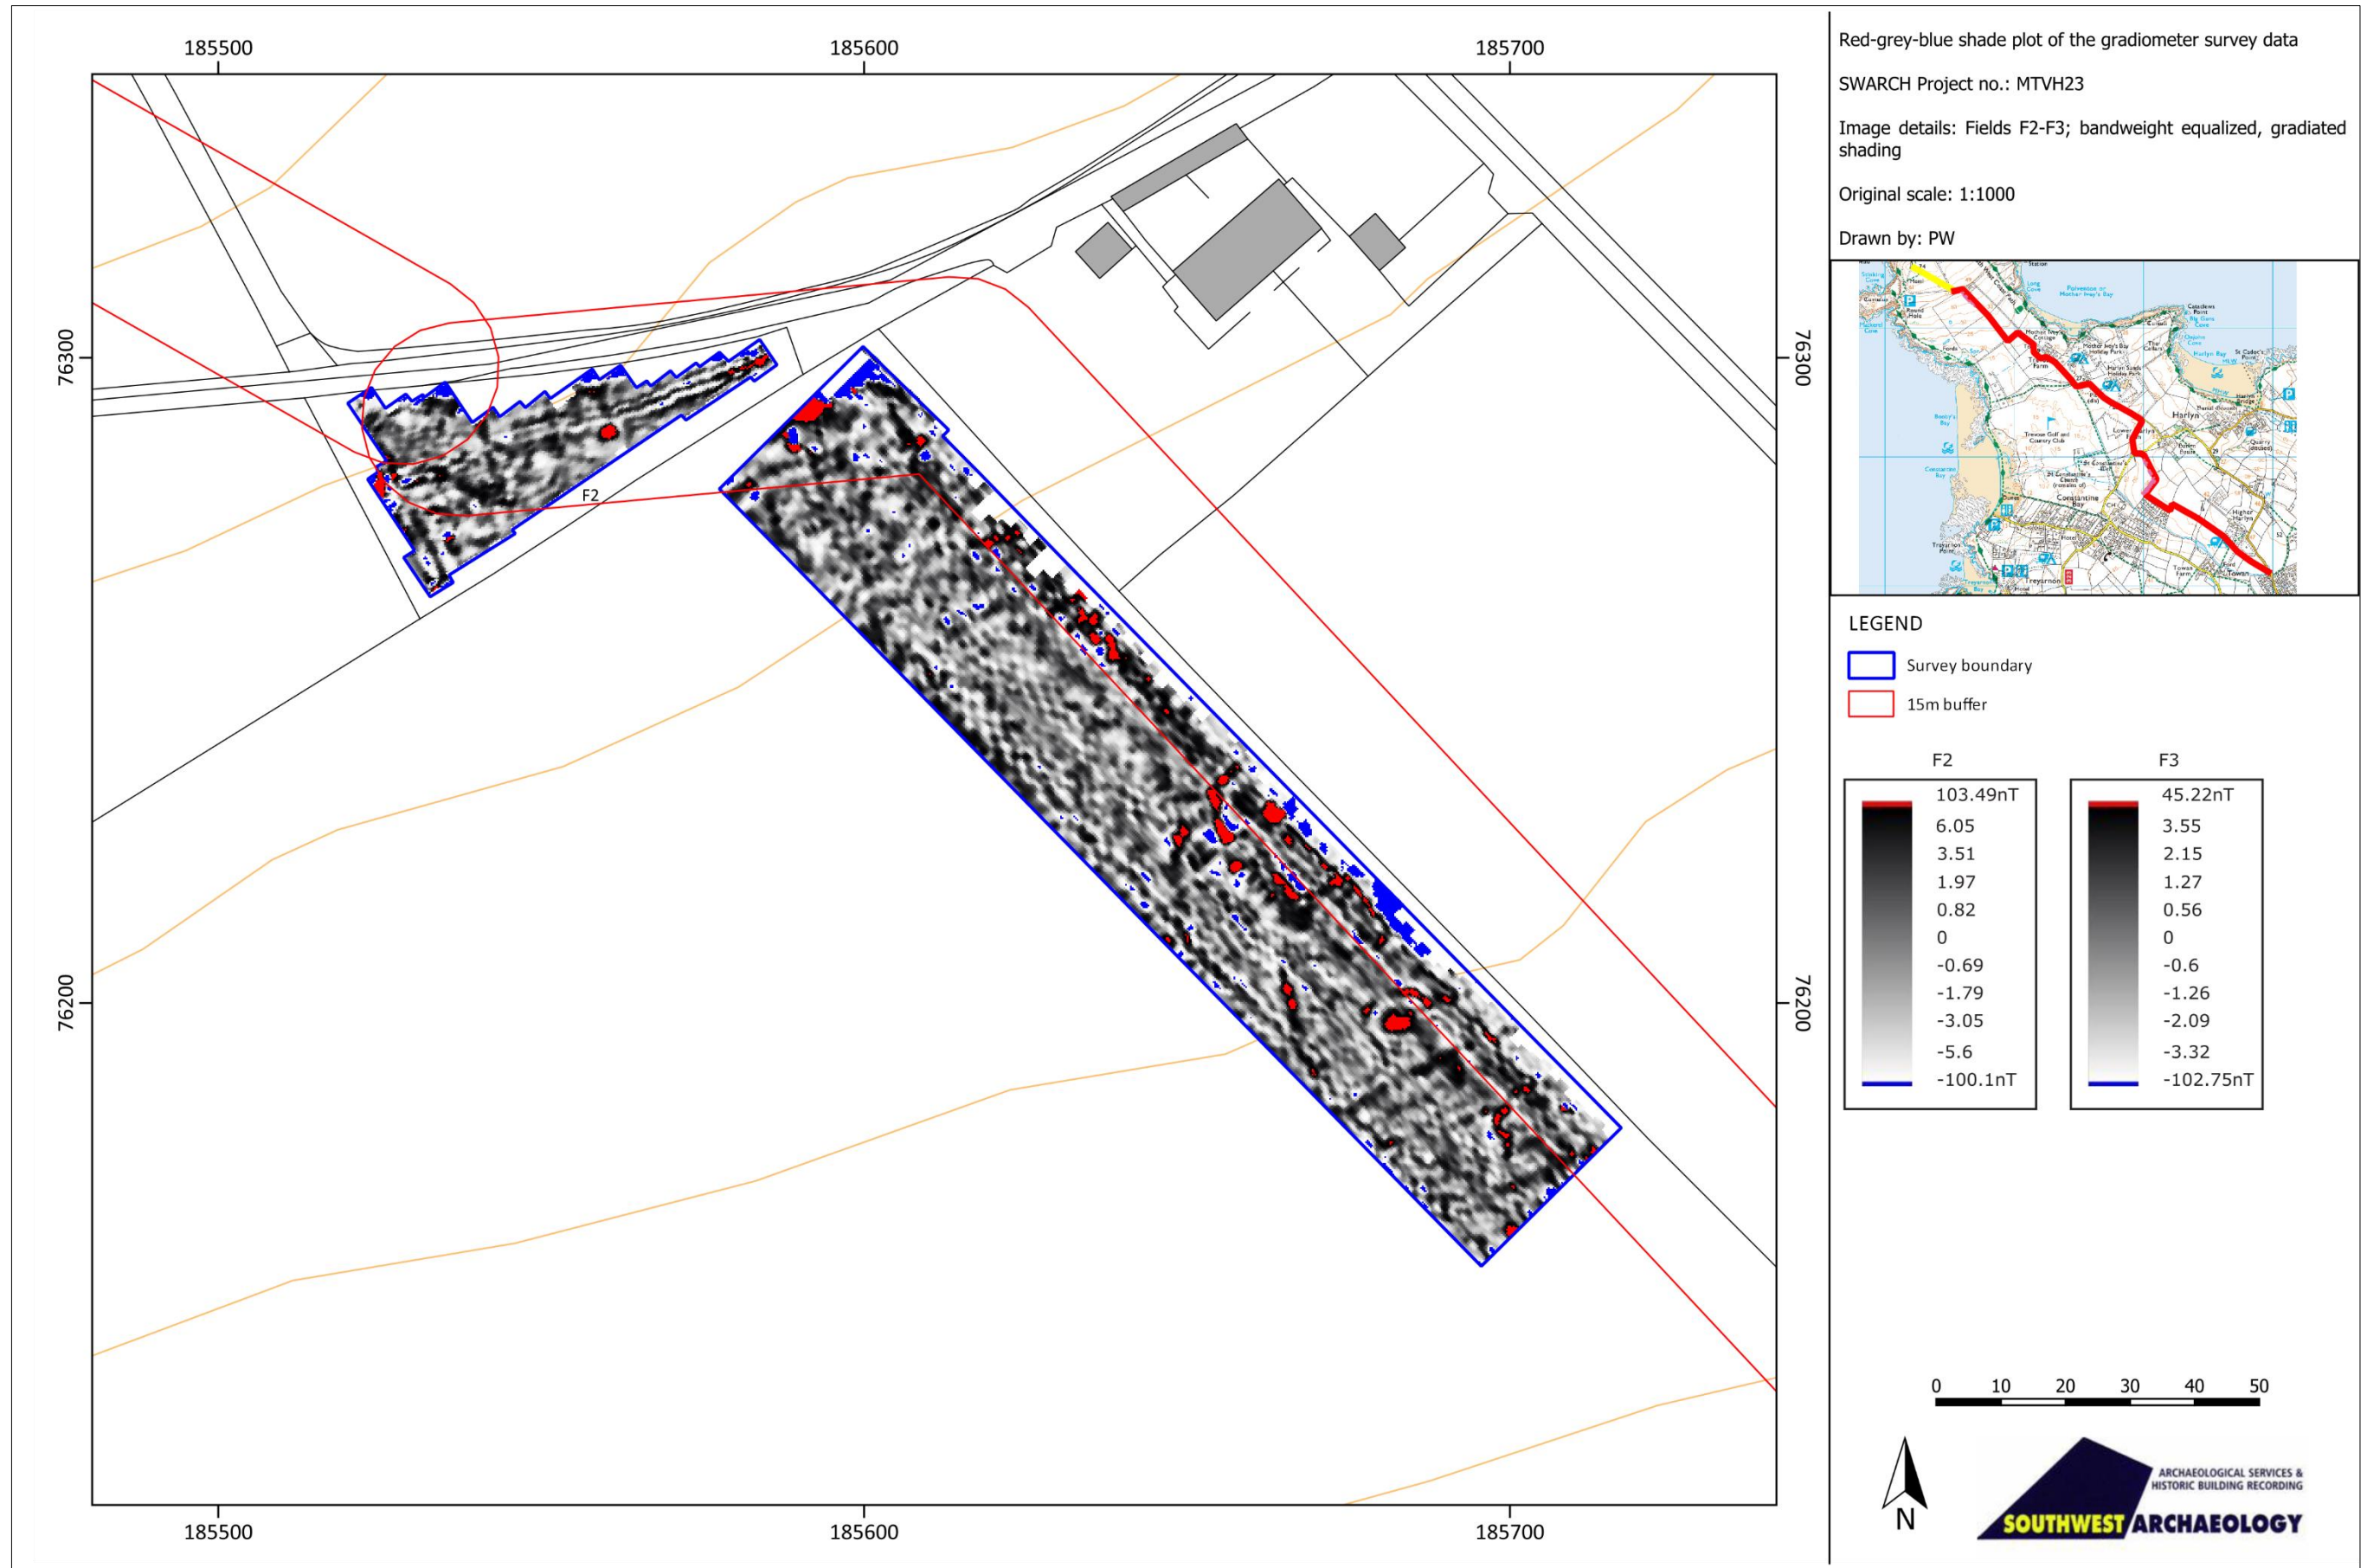 185500
185600
185700
76300
76300
F2
76200
76200
185500
185600
185700
Red-grey-blue shade plot of the gradiometer survey data
SWARCH Project no.: MTVH23
Image details: Fields F2-F3; bandweight equalized, gradiated
shading
Original scale: 1:1000
Drawn by: PW
Harlyn
Constantine
Bay
Treyarnon
LEGEND
Survey boundary
15m buffer
F2
103.49nT
6.05
3.51
1.97
0.82
0
-0.69
-1.79
-3.05
-5.6
-100.1nT
F3
45.22nT
3.55
2.15
1.27
0.56
0
-0.6
-1.26
-2.09
-3.32
-102.75nT
0 10 20 30 40 50
N
ARCHAEOLOGICAL SERVICES &
HISTORIC BUILDING RECORDING
SOUTHWEST ARCHAEOLOGY